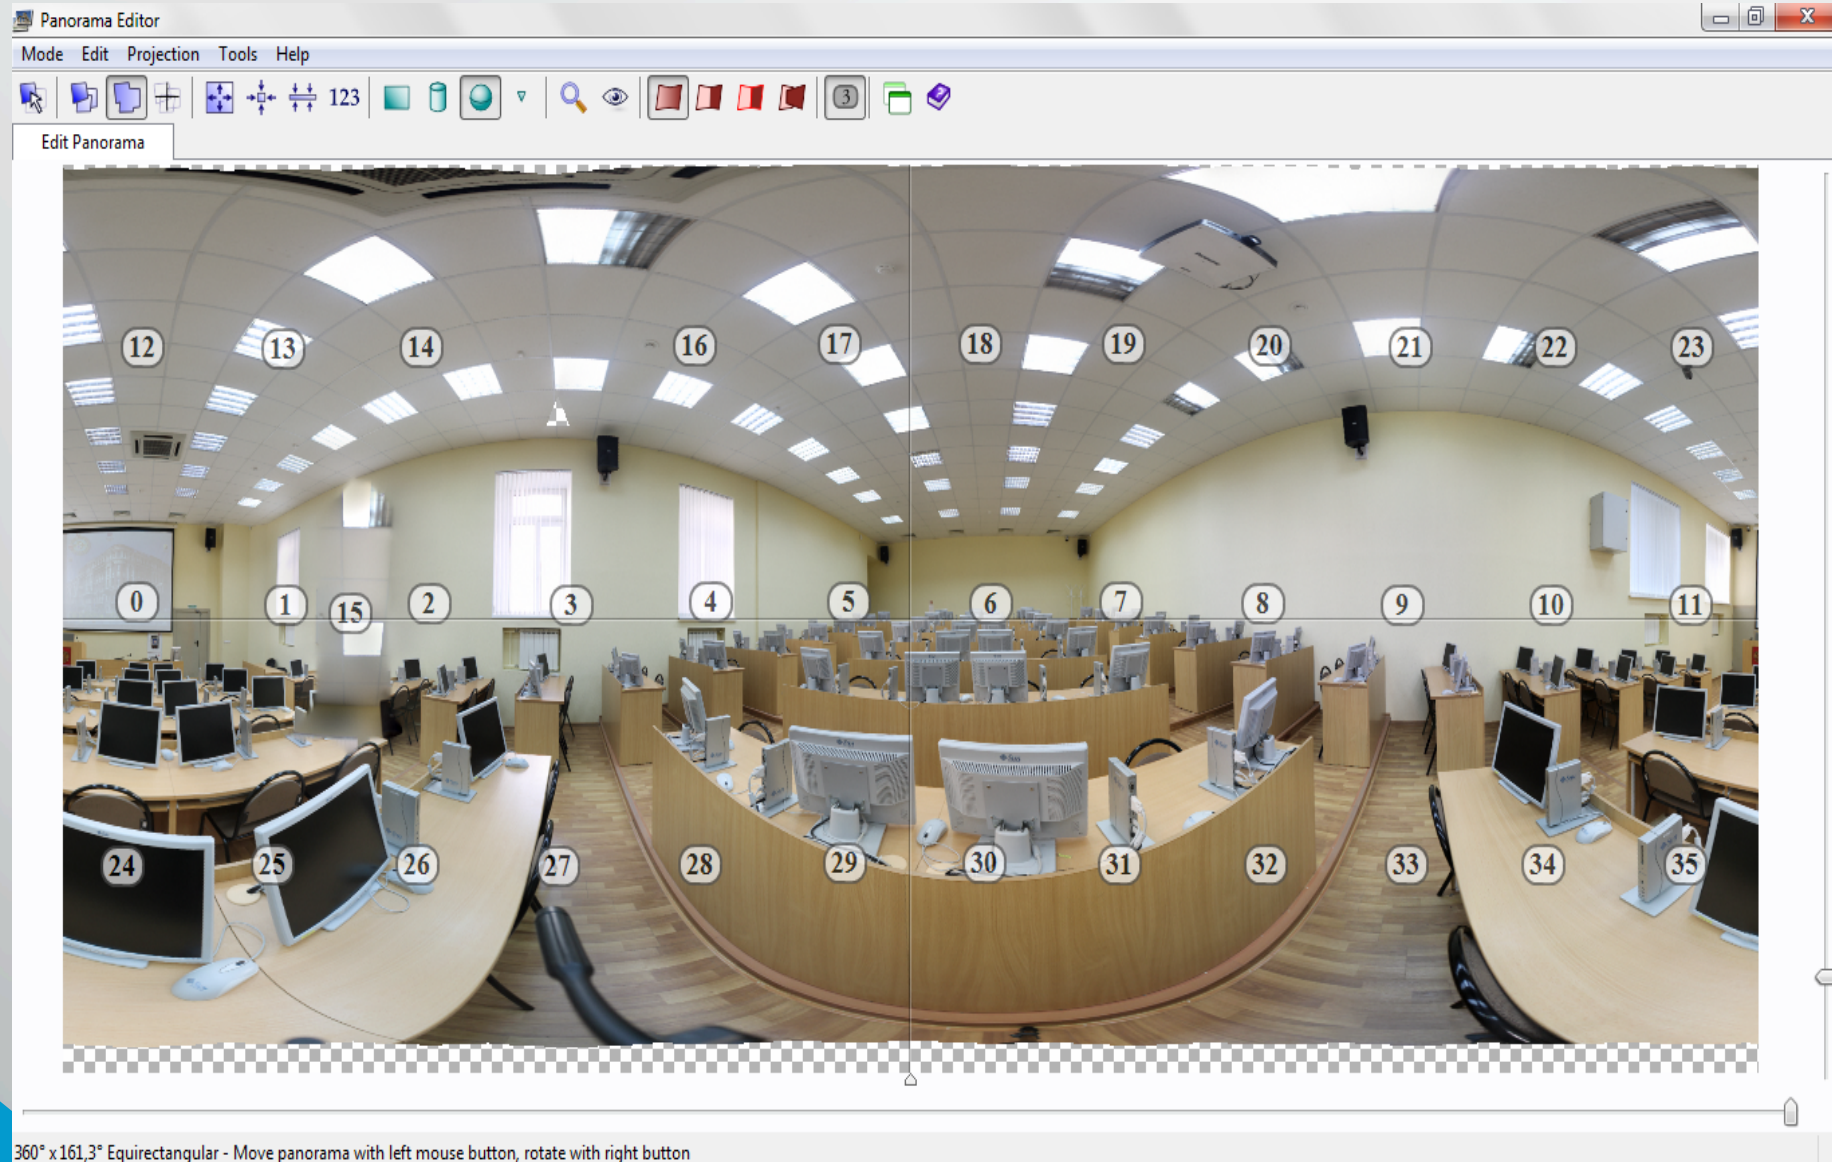 Panorama Editor
Mode Edit Projection Tools Help
123 3
Edit Panorama
12 13 14 16 17 18 19 20 21 22 23
0 1 15 2 3 4 5 6 7 8 9 10 11
24 25 26 27 28 29 30 31 32 33 34 35
360° x 161,3° Equirectangular - Move panorama with left mouse button, rotate with right button